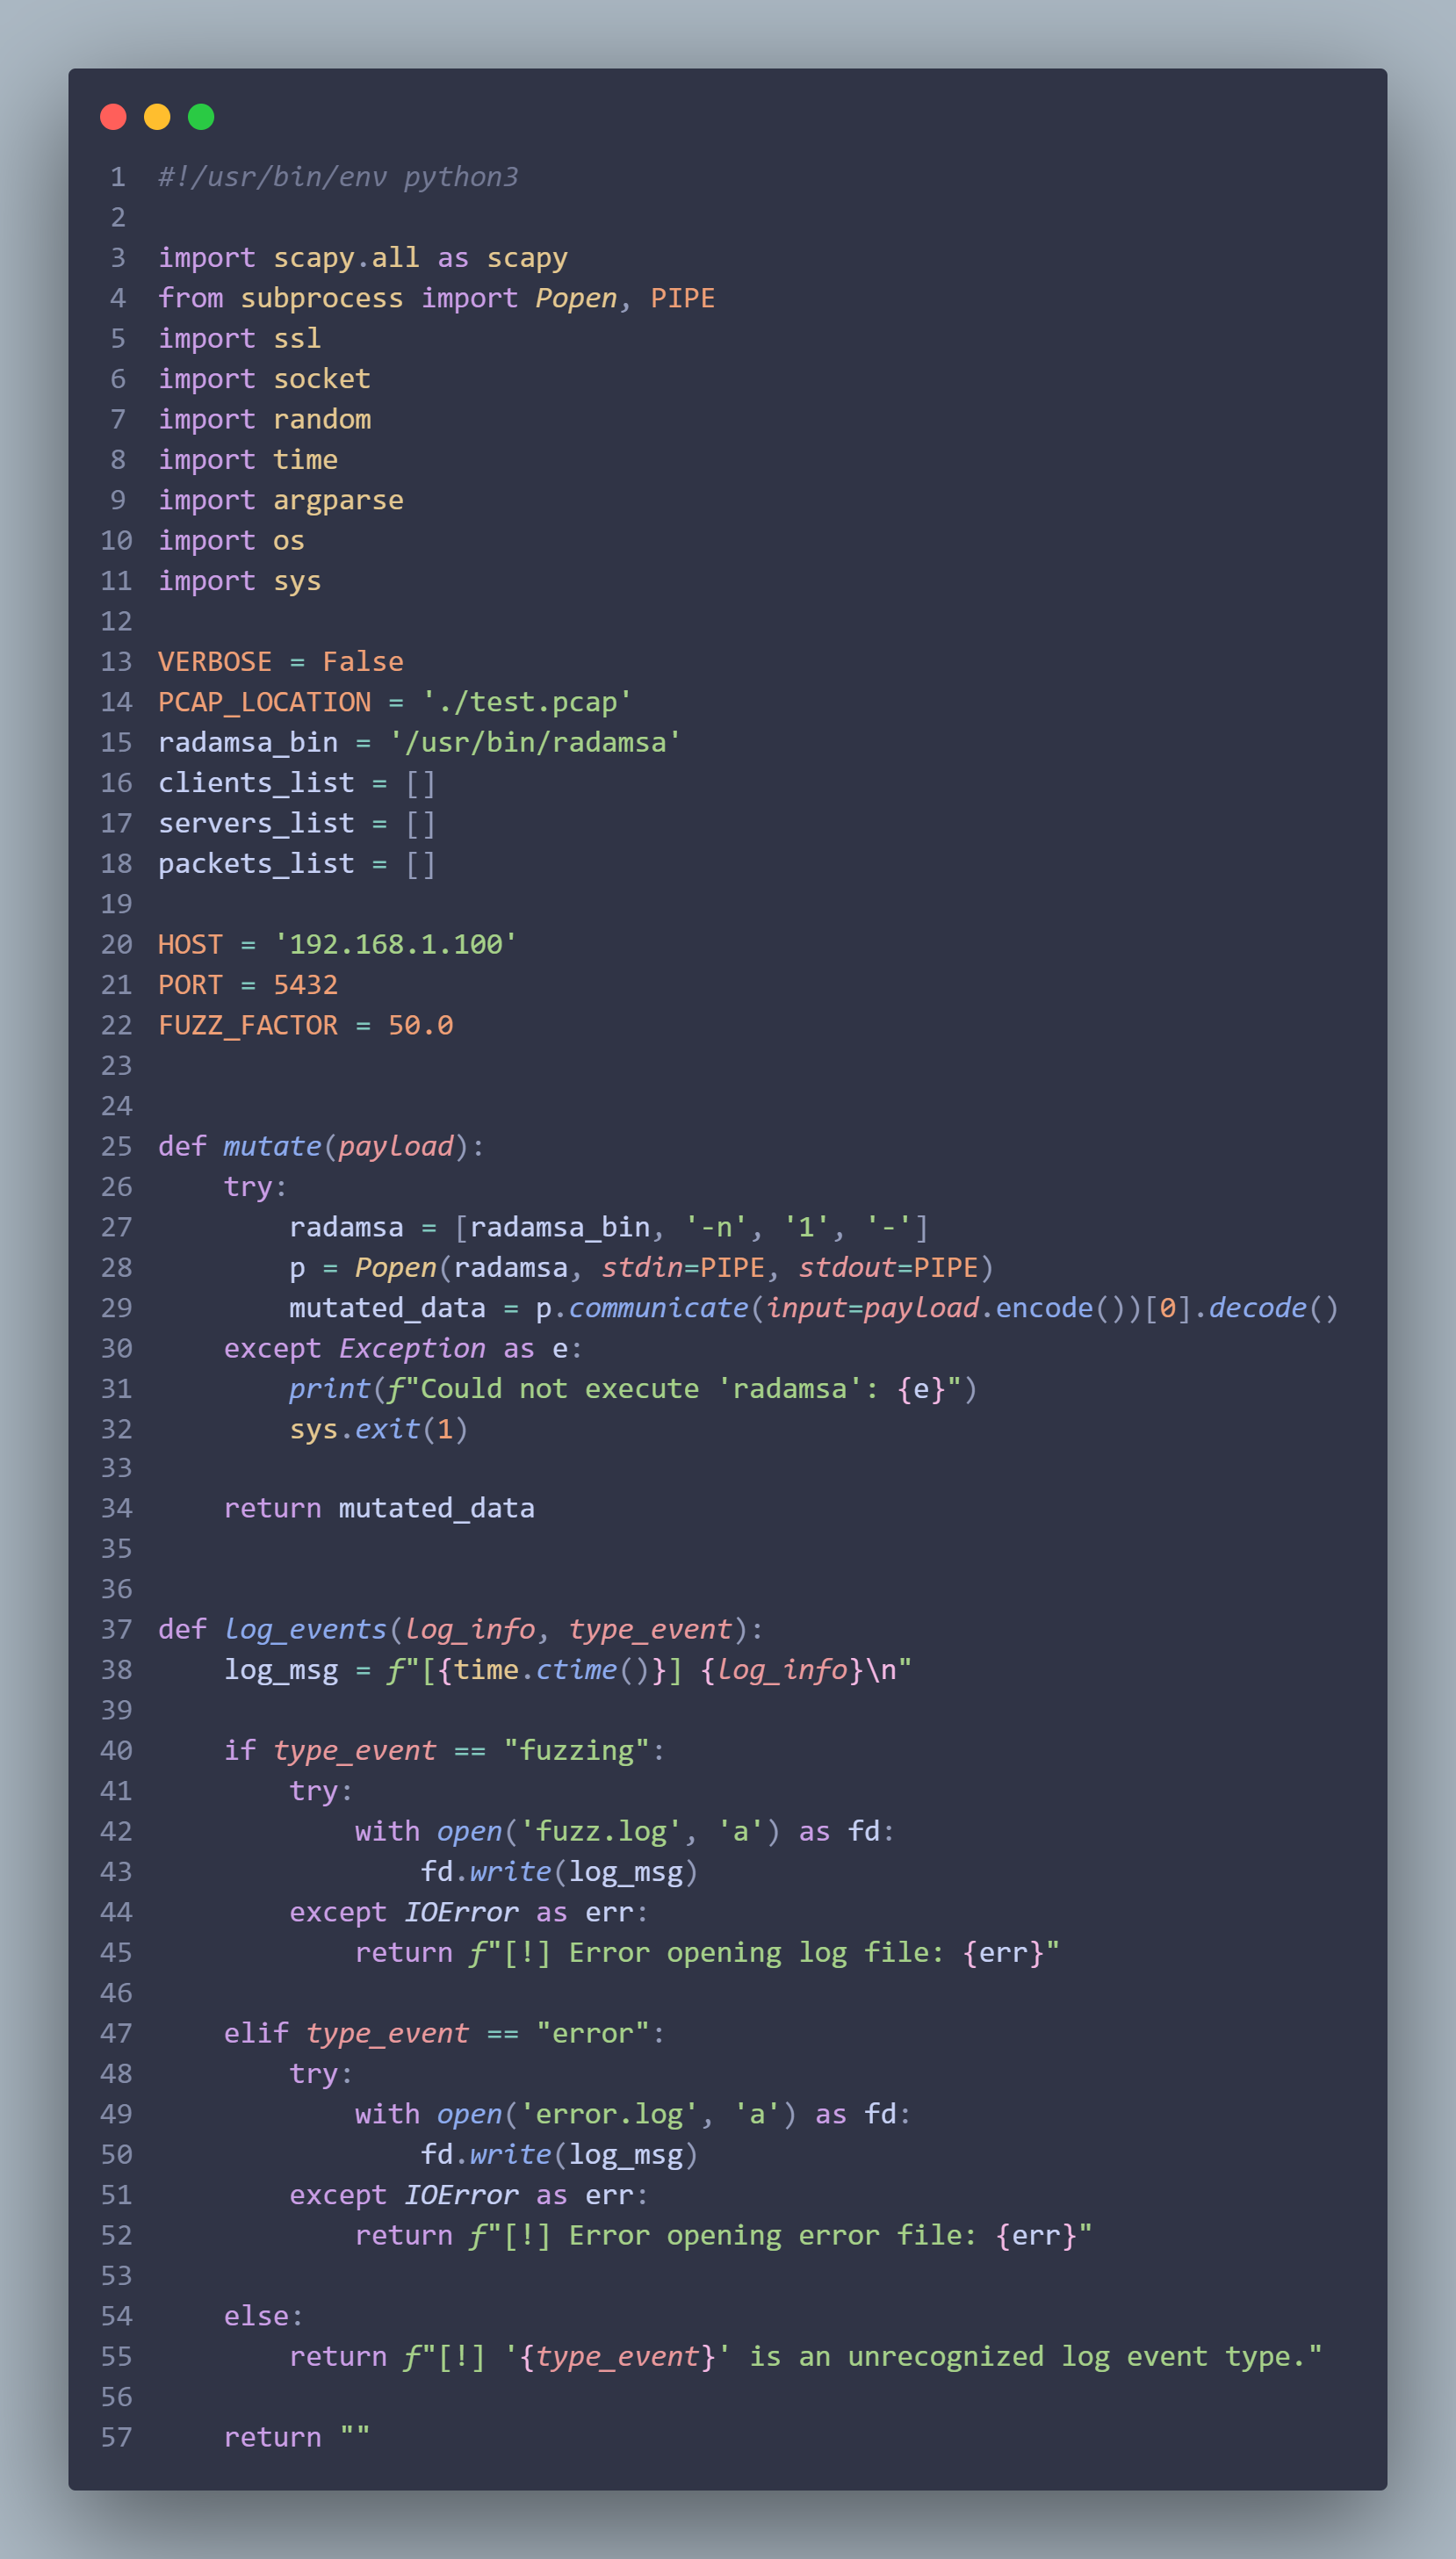 1 #!/usr/bin/env python3
2
3 import scapy.all as scapy
4 from subprocess import Popen, PIPE
5 import ssl
6 import socket
7 import random
8 import time
9 import argparse
10 import os
11 import sys
12
13 VERBOSE = False
14 PCAP_LOCATION = './test.pcap'
15 radamsa_bin = '/usr/bin/radamsa'
16 clients_list = []
17 servers_list = []
18 packets_list = []
19
20 HOST = '192.168.1.100'
21 PORT = 5432
22 FUZZ_FACTOR = 50.0
23
24
25 def mutate(payload):
26     try:
27         radamsa = [radamsa_bin, '-n', '1', '-']
28         p = Popen(radamsa, stdin=PIPE, stdout=PIPE)
29         mutated_data = p.communicate(input=payload.encode())[0].decode()
30     except Exception as e:
31         print(f"Could not execute 'radamsa': {e}")
32         sys.exit(1)
33
34     return mutated_data
35
36
37 def log_events(log_info, type_event):
38     log_msg = f"[{time.ctime()}] {log_info}\n"
39
40     if type_event == "fuzzing":
41         try:
42             with open('fuzz.log', 'a') as fd:
43                 fd.write(log_msg)
44         except IOError as err:
45             return f"[!] Error opening log file: {err}"
46
47     elif type_event == "error":
48         try:
49             with open('error.log', 'a') as fd:
50                 fd.write(log_msg)
51         except IOError as err:
52             return f"[!] Error opening error file: {err}"
53
54     else:
55         return f"[!] '{type_event}' is an unrecognized log event type."
56
57     return ""